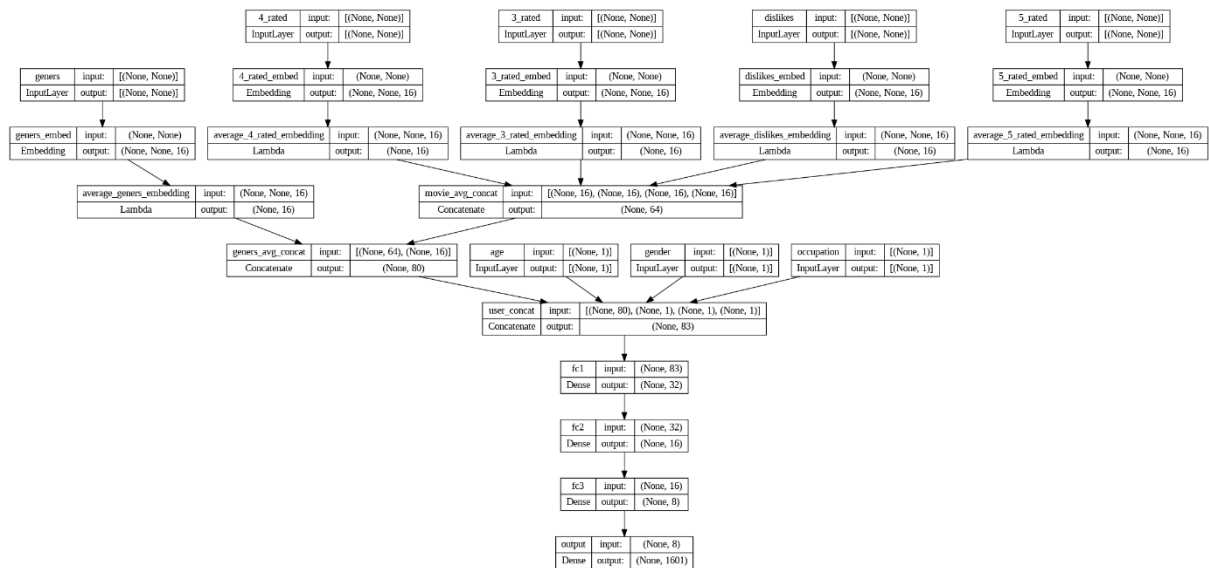 4_rated input: [(None, None)]
InputLayer output: [(None, None)]
3_rated input: [(None, None)]
InputLayer output: [(None, None)]
dislikes input: [(None, None)]
InputLayer output: [(None, None)]
5_rated input: [(None, None)]
InputLayer output: [(None, None)]
geners input: [(None, None)]
InputLayer output: [(None, None)]
4_rated_embed input: (None, None)
Embedding output: (None, None, 16)
3_rated_embed input: (None, None)
Embedding output: (None, None, 16)
dislikes_embed input: (None, None)
Embedding output: (None, None, 16)
5_rated_embed input: (None, None)
Embedding output: (None, None, 16)
geners_embed input: (None, None)
Embedding output: (None, None, 16)
average_4_rated_embedding input: (None, None, 16)
Lambda output: (None, 16)
average_3_rated_embedding input: (None, None, 16)
Lambda output: (None, 16)
average_dislikes_embedding input: (None, None, 16)
Lambda output: (None, 16)
average_5_rated_embedding input: (None, None, 16)
Lambda output: (None, 16)
average_geners_embedding input: (None, None, 16)
Lambda output: (None, 16)
movie_avg_concat input: [(None, 16), (None, 16), (None, 16), (None, 16)]
Concatenate output: (None, 64)
geners_avg_concat input: [(None, 64), (None, 16)]
Concatenate output: (None, 80)
age input: [(None, 1)]
InputLayer output: [(None, 1)]
gender input: [(None, 1)]
InputLayer output: [(None, 1)]
occupation input: [(None, 1)]
InputLayer output: [(None, 1)]
user_concat input: [(None, 80), (None, 1), (None, 1), (None, 1)]
Concatenate output: (None, 83)
fc1 input: (None, 83)
Dense output: (None, 32)
fc2 input: (None, 32)
Dense output: (None, 16)
fc3 input: (None, 16)
Dense output: (None, 8)
output input: (None, 8)
Dense output: (None, 1601)